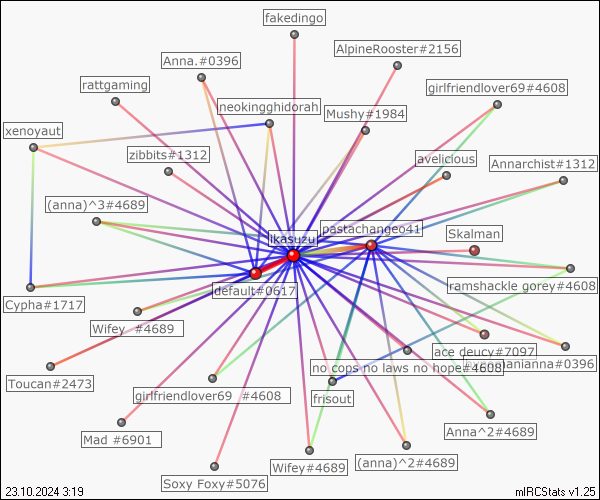 fakedingo
AlpineRooster#2156
Anna.#0396
rattgaming
girlfriendlover69#4608
neokingghidorah
Mushy#1984
xenoyaut
zibbits#1312
avelicious
Annarchist#1312
(anna)^3#4689
pastachangeo41
Skalman
ikasuzu
ramshackle gorey#4608
default#0617
Cypha#1717
Wifey #4689
ace deucy#7097
#0396
no cops no laws no hope#4608
Toucan#2473
girlfriendlover69 #4608
frisout
Mad #6901
Anna^2#4689
Soxy Foxy#5076
Wifey#4689
(anna)^2#4689
23.10.2024 3:19
mIRCStats v1.25